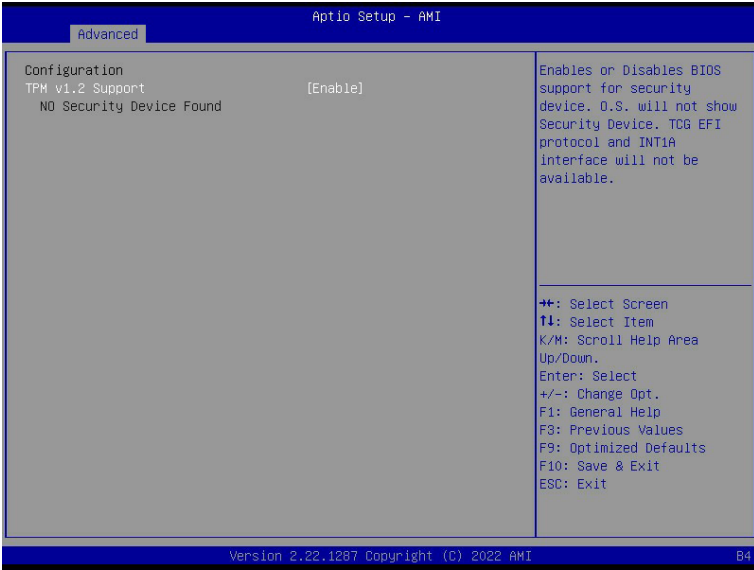 Aptio Setup – AMI
Advanced
Configuration
TPM v1.2 Support [Enable]
NO Security Device Found
Enables or Disables BIOS
support for security
device. O.S. will not show
Security Device. TCG EFI
protocol and INT1A
interface will not be
available.
→←: Select Screen
↑↓: Select Item
K/M: Scroll Help Area
Up/Down.
Enter: Select
+/-: Change Opt.
F1: General Help
F3: Previous Values
F9: Optimized Defaults
F10: Save & Exit
ESC: Exit
Version 2.22.1287 Copyright (C) 2022 AMI
B4